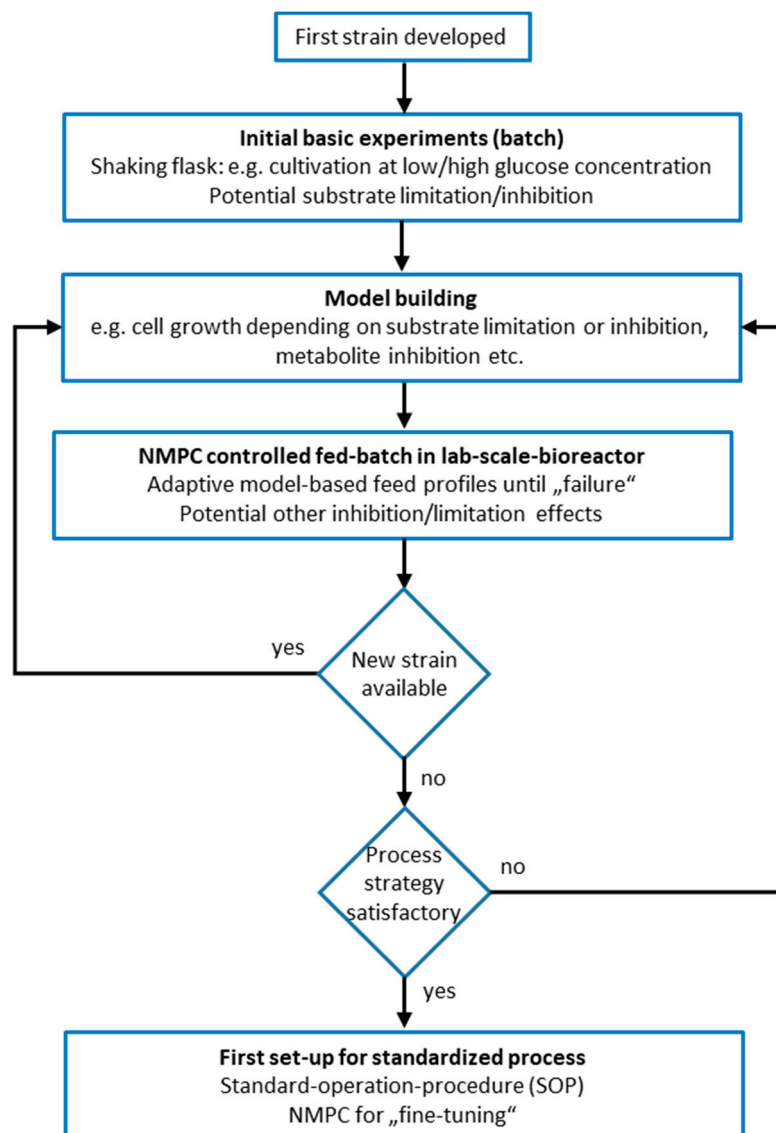 First strain developed
Initial basic experiments (batch)
Shaking flask: e.g. cultivation at low/high glucose concentration
Potential substrate limitation/inhibition
Model building
e.g. cell growth depending on substrate limitation or inhibition,
metabolite inhibition etc.
NMPC controlled fed-batch in lab-scale-bioreactor
Adaptive model-based feed profiles until „failure“
Potential other inhibition/limitation effects
yes
New strain
available
no
Process
strategy
satisfactory
no
yes
First set-up for standardized process
Standard-operation-procedure (SOP)
NMPC for „fine-tuning“